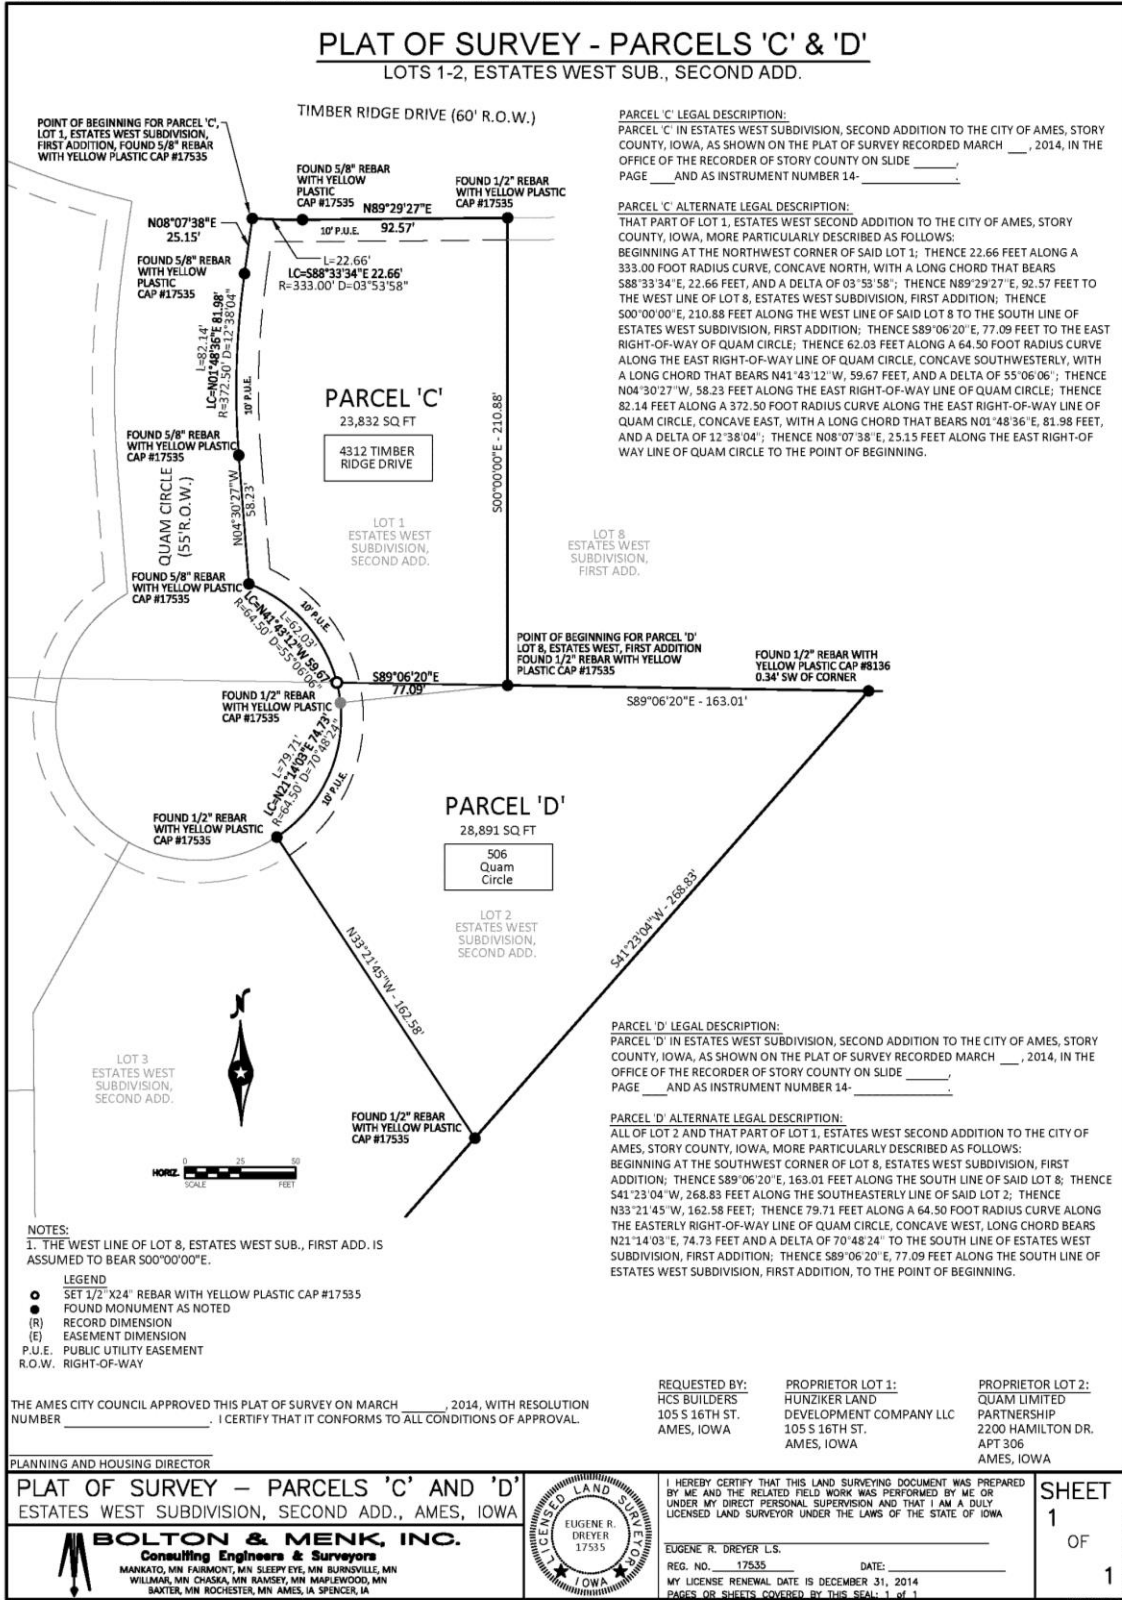 PLAT OF SURVEY - PARCELS 'C' & 'D'
LOTS 1-2, ESTATES WEST SUB., SECOND ADD.
TIMBER RIDGE DRIVE (60' R.O.W.)
POINT OF BEGINNING FOR PARCEL 'C',
LOT 1, ESTATES WEST SUBDIVISION,
FIRST ADDITION, FOUND 5/8" REBAR
WITH YELLOW PLASTIC CAP #17535
FOUND 5/8" REBAR
WITH YELLOW
PLASTIC
CAP #17535
FOUND 1/2" REBAR
WITH YELLOW PLASTIC
CAP #17535
N89°29'27"E
92.57'
10' P.U.E.
N08°07'38"E
25.15'
FOUND 5/8" REBAR
WITH YELLOW
PLASTIC
CAP #17535
L=22.66'
LC=S88°33'34"E 22.66'
R=333.00' D=03°53'58"
L=82.14'
LC=N01°48'36"E 81.98'
R=372.50' D=12°38'04"
10' P.U.E.
PARCEL 'C'
23,832 SQ FT
4312 TIMBER
RIDGE DRIVE
S00°00'00"E - 210.88'
FOUND 5/8" REBAR
WITH YELLOW PLASTIC
CAP #17535
QUAM CIRCLE
(55'R.O.W.)
N04°30'27"W
58.23'
LOT 1
ESTATES WEST
SUBDIVISION,
SECOND ADD.
LOT 8
ESTATES WEST
SUBDIVISION,
FIRST ADD.
FOUND 5/8" REBAR
WITH YELLOW PLASTIC
CAP #17535
10' P.U.E.
L=62.03'
LC=N41°43'12"W 59.67'
R=64.50' D=55°06'06"
POINT OF BEGINNING FOR PARCEL 'D'
LOT 8, ESTATES WEST, FIRST ADDITION
FOUND 1/2" REBAR WITH YELLOW
PLASTIC CAP #17535
FOUND 1/2" REBAR WITH
YELLOW PLASTIC CAP #8136
0.34' SW OF CORNER
S89°06'20"E
77.09'
S89°06'20"E - 163.01'
FOUND 1/2" REBAR
WITH YELLOW PLASTIC
CAP #17535
L=79.71'
LC=N21°14'03"E 74.73'
R=64.50' D=70°48'24"
10' P.U.E.
FOUND 1/2" REBAR
WITH YELLOW PLASTIC
CAP #17535
PARCEL 'D'
28,891 SQ FT
506
Quam
Circle
LOT 2
ESTATES WEST
SUBDIVISION,
SECOND ADD.
N33°21'45"W - 162.58'
S41°23'04"W - 268.83'
N
LOT 3
ESTATES WEST
SUBDIVISION,
SECOND ADD.
FOUND 1/2" REBAR
WITH YELLOW PLASTIC
CAP #17535
0 25 50
HORIZ.
SCALE FEET
PARCEL 'C' LEGAL DESCRIPTION:
PARCEL 'C' IN ESTATES WEST SUBDIVISION, SECOND ADDITION TO THE CITY OF AMES, STORY
COUNTY, IOWA, AS SHOWN ON THE PLAT OF SURVEY RECORDED MARCH ___, 2014, IN THE
OFFICE OF THE RECORDER OF STORY COUNTY ON SLIDE ______,
PAGE ____ AND AS INSTRUMENT NUMBER 14- ______________.
PARCEL 'C' ALTERNATE LEGAL DESCRIPTION:
THAT PART OF LOT 1, ESTATES WEST SECOND ADDITION TO THE CITY OF AMES, STORY
COUNTY, IOWA, MORE PARTICULARLY DESCRIBED AS FOLLOWS:
BEGINNING AT THE NORTHWEST CORNER OF SAID LOT 1; THENCE 22.66 FEET ALONG A
333.00 FOOT RADIUS CURVE, CONCAVE NORTH, WITH A LONG CHORD THAT BEARS
S88°33'34"E, 22.66 FEET, AND A DELTA OF 03°53'58"; THENCE N89°29'27"E, 92.57 FEET TO
THE WEST LINE OF LOT 8, ESTATES WEST SUBDIVISION, FIRST ADDITION; THENCE
S00°00'00"E, 210.88 FEET ALONG THE WEST LINE OF SAID LOT 8 TO THE SOUTH LINE OF
ESTATES WEST SUBDIVISION, FIRST ADDITION; THENCE S89°06'20"E, 77.09 FEET TO THE EAST
RIGHT-OF-WAY OF QUAM CIRCLE; THENCE 62.03 FEET ALONG A 64.50 FOOT RADIUS CURVE
ALONG THE EAST RIGHT-OF-WAY LINE OF QUAM CIRCLE, CONCAVE SOUTHWESTERLY, WITH
A LONG CHORD THAT BEARS N41°43'12"W, 59.67 FEET, AND A DELTA OF 55°06'06"; THENCE
N04°30'27"W, 58.23 FEET ALONG THE EAST RIGHT-OF-WAY LINE OF QUAM CIRCLE; THENCE
82.14 FEET ALONG A 372.50 FOOT RADIUS CURVE ALONG THE EAST RIGHT-OF-WAY LINE OF
QUAM CIRCLE, CONCAVE EAST, WITH A LONG CHORD THAT BEARS N01°48'36"E, 81.98 FEET,
AND A DELTA OF 12°38'04"; THENCE N08°07'38"E, 25.15 FEET ALONG THE EAST RIGHT-OF
WAY LINE OF QUAM CIRCLE TO THE POINT OF BEGINNING.
PARCEL 'D' LEGAL DESCRIPTION:
PARCEL 'D' IN ESTATES WEST SUBDIVISION, SECOND ADDITION TO THE CITY OF AMES, STORY
COUNTY, IOWA, AS SHOWN ON THE PLAT OF SURVEY RECORDED MARCH ___, 2014, IN THE
OFFICE OF THE RECORDER OF STORY COUNTY ON SLIDE ______,
PAGE ____ AND AS INSTRUMENT NUMBER 14- ______________.
PARCEL 'D' ALTERNATE LEGAL DESCRIPTION:
ALL OF LOT 2 AND THAT PART OF LOT 1, ESTATES WEST SECOND ADDITION TO THE CITY OF
AMES, STORY COUNTY, IOWA, MORE PARTICULARLY DESCRIBED AS FOLLOWS:
BEGINNING AT THE SOUTHWEST CORNER OF LOT 8, ESTATES WEST SUBDIVISION, FIRST
ADDITION; THENCE S89°06'20"E, 163.01 FEET ALONG THE SOUTH LINE OF SAID LOT 8; THENCE
S41°23'04"W, 268.83 FEET ALONG THE SOUTHEASTERLY LINE OF SAID LOT 2; THENCE
N33°21'45"W, 162.58 FEET; THENCE 79.71 FEET ALONG A 64.50 FOOT RADIUS CURVE ALONG
THE EASTERLY RIGHT-OF-WAY LINE OF QUAM CIRCLE, CONCAVE WEST, LONG CHORD BEARS
N21°14'03"E, 74.73 FEET AND A DELTA OF 70°48'24" TO THE SOUTH LINE OF ESTATES WEST
SUBDIVISION, FIRST ADDITION; THENCE S89°06'20"E, 77.09 FEET ALONG THE SOUTH LINE OF
ESTATES WEST SUBDIVISION, FIRST ADDITION, TO THE POINT OF BEGINNING.
NOTES:
1. THE WEST LINE OF LOT 8, ESTATES WEST SUB., FIRST ADD. IS
ASSUMED TO BEAR S00°00'00"E.
LEGEND
SET 1/2"X24" REBAR WITH YELLOW PLASTIC CAP #17535
FOUND MONUMENT AS NOTED
(R) RECORD DIMENSION
(E) EASEMENT DIMENSION
P.U.E. PUBLIC UTILITY EASEMENT
R.O.W. RIGHT-OF-WAY
THE AMES CITY COUNCIL APPROVED THIS PLAT OF SURVEY ON MARCH _______, 2014, WITH RESOLUTION
NUMBER _______________. I CERTIFY THAT IT CONFORMS TO ALL CONDITIONS OF APPROVAL.
PLANNING AND HOUSING DIRECTOR
REQUESTED BY:
HCS BUILDERS
105 S 16TH ST.
AMES, IOWA
PROPRIETOR LOT 1:
HUNZIKER LAND
DEVELOPMENT COMPANY LLC
105 S 16TH ST.
AMES, IOWA
PROPRIETOR LOT 2:
QUAM LIMITED
PARTNERSHIP
2200 HAMILTON DR.
APT 306
AMES, IOWA
PLAT OF SURVEY – PARCELS 'C' AND 'D'
ESTATES WEST SUBDIVISION, SECOND ADD., AMES, IOWA
BOLTON & MENK, INC.
Consulting Engineers & Surveyors
MANKATO, MN FAIRMONT, MN SLEEPY EYE, MN BURNSVILLE, MN
WILLMAR, MN CHASKA, MN RAMSEY, MN MAPLEWOOD, MN
BAXTER, MN ROCHESTER, MN AMES, IA SPENCER, IA
LICENSED LAND SURVEYOR
EUGENE R.
DREYER
17535
IOWA
I HEREBY CERTIFY THAT THIS LAND SURVEYING DOCUMENT WAS PREPARED
BY ME AND THE RELATED FIELD WORK WAS PERFORMED BY ME OR
UNDER MY DIRECT PERSONAL SUPERVISION AND THAT I AM A DULY
LICENSED LAND SURVEYOR UNDER THE LAWS OF THE STATE OF IOWA
EUGENE R. DREYER L.S.
REG. NO. 17535 DATE:
MY LICENSE RENEWAL DATE IS DECEMBER 31, 2014
PAGES OR SHEETS COVERED BY THIS SEAL: 1 of 1
SHEET
1
OF
1